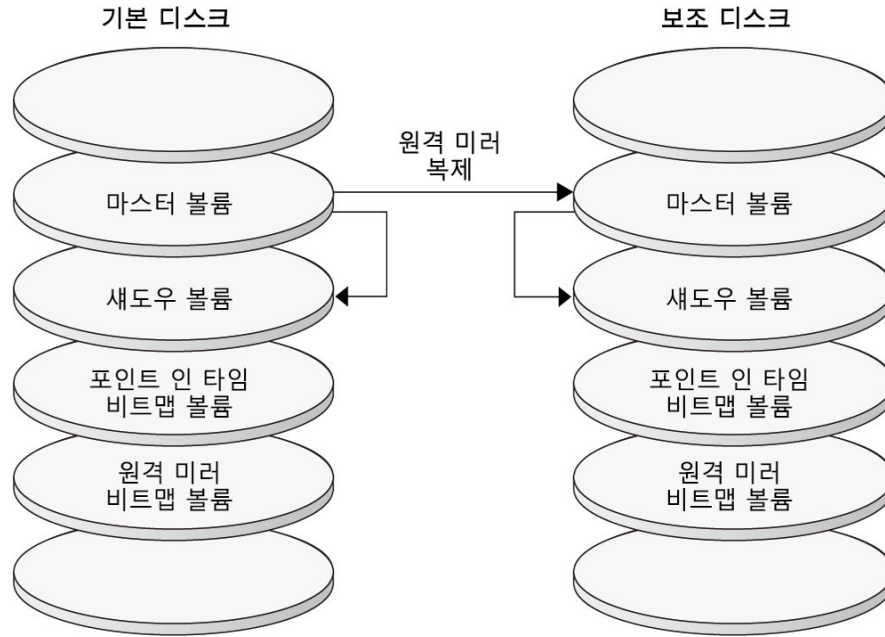 기본 디스크
보조 디스크
원격 미러
복제
마스터 볼륨
마스터 볼륨
섀도우 볼륨
섀도우 볼륨
포인트 인 타임
비트맵 볼륨
포인트 인 타임
비트맵 볼륨
원격 미러
비트맵 볼륨
원격 미러
비트맵 볼륨